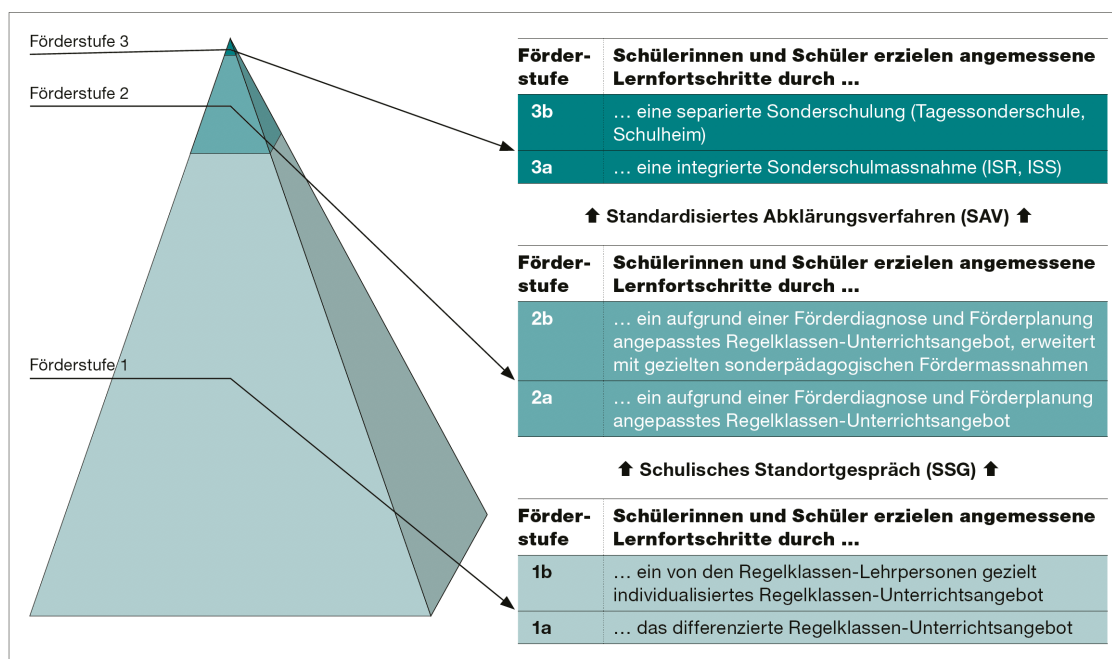 Förderstufe 3
Förderstufe 2
Förderstufe 1
Förder-
stufe
Schülerinnen und Schüler erzielen angemessene
Lernfortschritte durch …
3b
… eine separierte Sonderschulung (Tagessonderschule,
Schulheim)
3a
… eine integrierte Sonderschulmassnahme (ISR, ISS)
Standardisiertes Abklärungsverfahren (SAV)
Förder-
stufe
Schülerinnen und Schüler erzielen angemessene
Lernfortschritte durch …
2b
… ein aufgrund einer Förderdiagnose und Förderplanung
angepasstes Regelklassen-Unterrichtsangebot, erweitert
mit gezielten sonderpädagogischen Fördermassnahmen
2a
… ein aufgrund einer Förderdiagnose und Förderplanung
angepasstes Regelklassen-Unterrichtsangebot
Schulisches Standortgespräch (SSG)
Förder-
stufe
Schülerinnen und Schüler erzielen angemessene
Lernfortschritte durch …
1b
… ein von den Regelklassen-Lehrpersonen gezielt
individualisiertes Regelklassen-Unterrichtsangebot
1a
… das differenzierte Regelklassen-Unterrichtsangebot